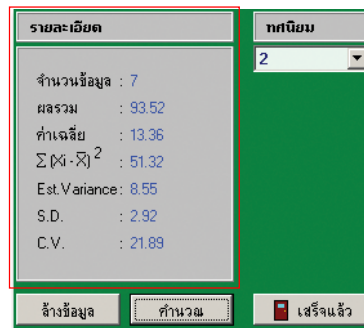 รายละเอียด
ทศนิยม
2
จำนวนข้อมูล : 7
ผลรวม : 93.52
ค่าเฉลี่ย : 13.36
Σ(Xi - X̄)² : 51.32
Est.Variance : 8.55
S.D. : 2.92
C.V. : 21.89
ล้างข้อมูล
คำนวณ
เสร็จแล้ว